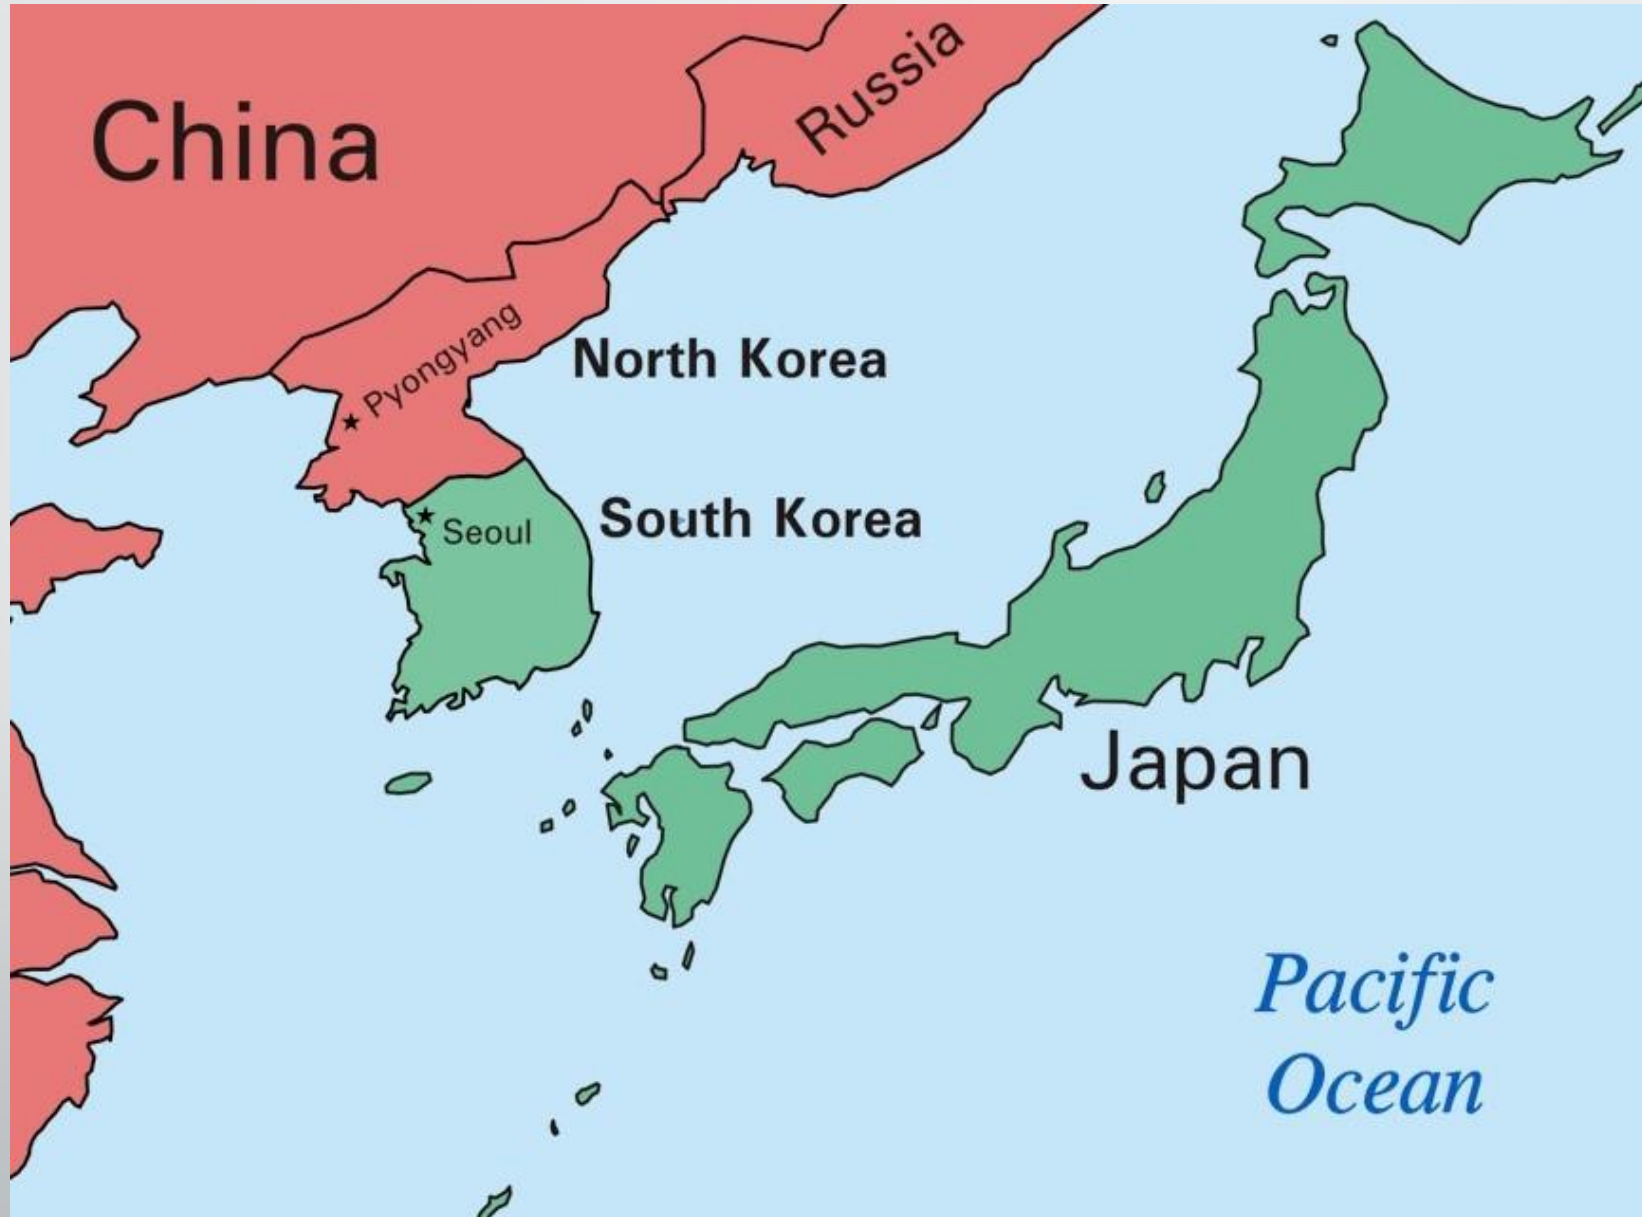 China
Russia
Pyongyang
North Korea
South Korea
Seoul
Japan
Pacific
Ocean